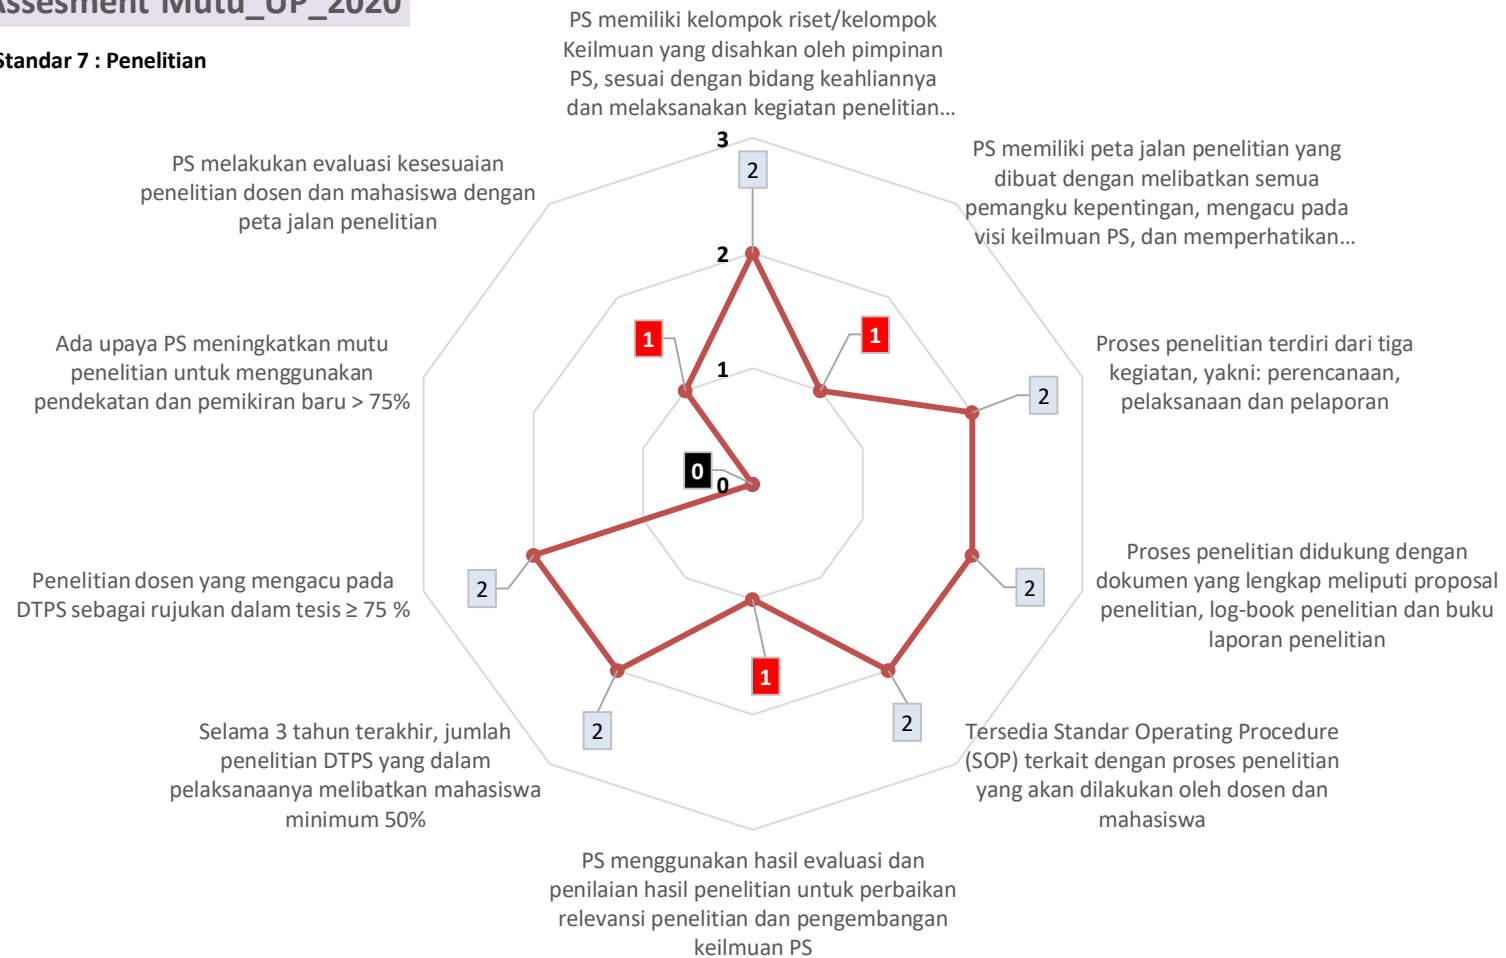 Assesment Mutu_UP_2020
Standar 7 : Penelitian
PS memiliki kelompok riset/kelompok
Keilmuan yang disahkan oleh pimpinan
PS, sesuai dengan bidang keahliannya
dan melaksanakan kegiatan penelitian...
PS memiliki peta jalan penelitian yang
dibuat dengan melibatkan semua
pemangku kepentingan, mengacu pada
visi keilmuan PS, dan memperhatikan...
Proses penelitian terdiri dari tiga
kegiatan, yakni: perencanaan,
pelaksanaan dan pelaporan
Proses penelitian didukung dengan
dokumen yang lengkap meliputi proposal
penelitian, log-book penelitian dan buku
laporan penelitian
Tersedia Standar Operating Procedure
(SOP) terkait dengan proses penelitian
yang akan dilakukan oleh dosen dan
mahasiswa
PS menggunakan hasil evaluasi dan
penilaian hasil penelitian untuk perbaikan
relevansi penelitian dan pengembangan
keilmuan PS
Selama 3 tahun terakhir, jumlah
penelitian DTPS yang dalam
pelaksanaanya melibatkan mahasiswa
minimum 50%
Penelitian dosen yang mengacu pada
DTPS sebagai rujukan dalam tesis ≥ 75 %
Ada upaya PS meningkatkan mutu
penelitian untuk menggunakan
pendekatan dan pemikiran baru > 75%
PS melakukan evaluasi kesesuaian
penelitian dosen dan mahasiswa dengan
peta jalan penelitian
3
2
1
0
2
1
2
2
2
1
2
2
0
1